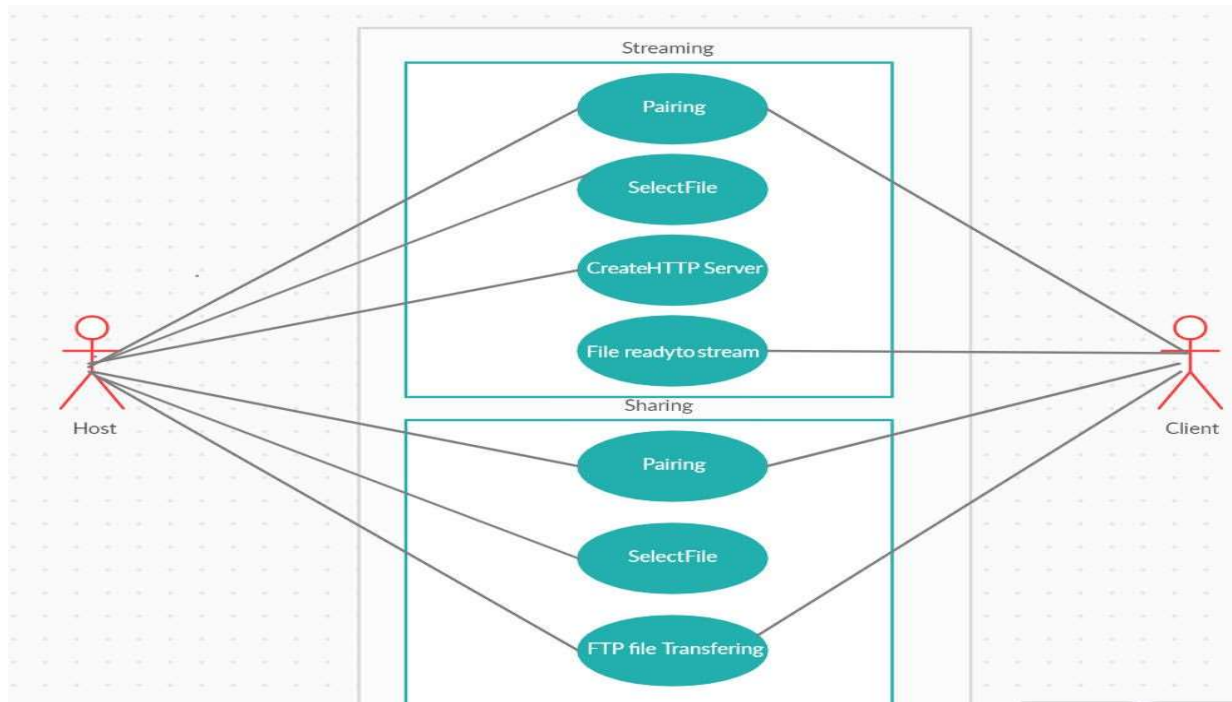 Streaming
Pairing
SelectFile
CreateHTTP Server
File readyto stream
Host
Client
Sharing
Pairing
SelectFile
FTP file Transfering